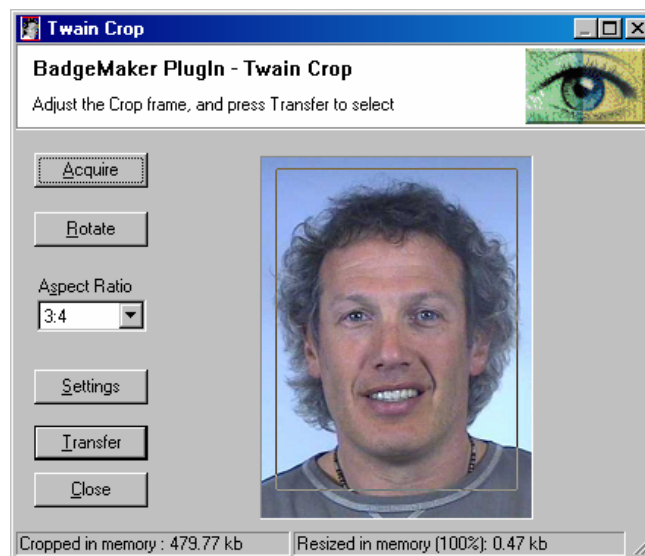 Twain Crop
BadgeMaker PlugIn - Twain Crop
Adjust the Crop frame, and press Transfer to select
Acquire
Rotate
Aspect Ratio
3:4
Settings
Transfer
Close
Cropped in memory : 479.77 kb
Resized in memory (100%): 0.47 kb